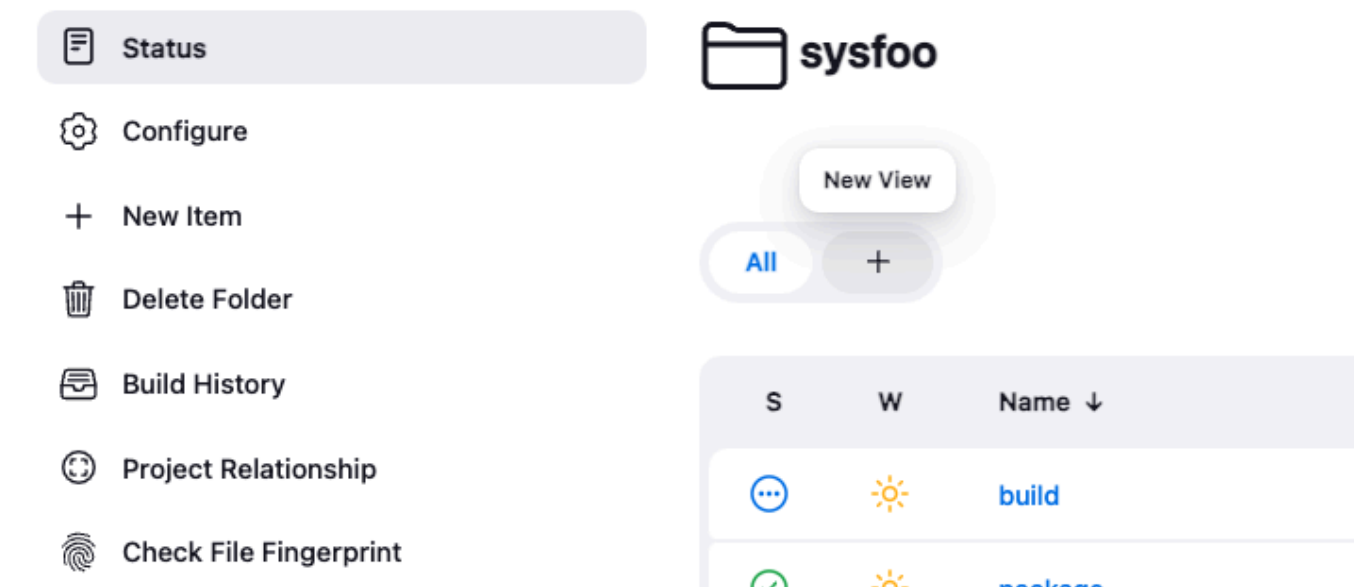 Status
Configure
New Item
Delete Folder
Build History
Project Relationship
Check File Fingerprint
sysfoo
New View
All +
S W Name ↓
build
package